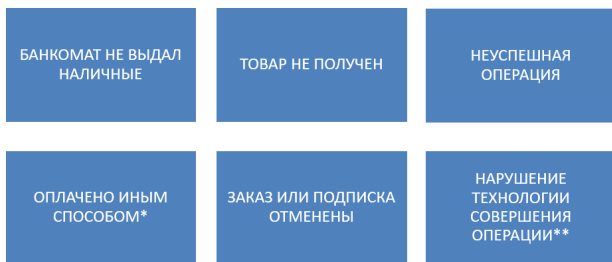 БАНКОМАТ НЕ ВЫДАЛ
НАЛИЧНЫЕ
ТОВАР НЕ ПОЛУЧЕН
НЕУСПЕШНАЯ
ОПЕРАЦИЯ
ОПЛАЧЕНО ИНЫМ
СПОСОБОМ*
ЗАКАЗ ИЛИ ПОДПИСКА
ОТМЕНЕНЫ
НАРУШЕНИЕ
ТЕХНОЛОГИИ
СОВЕРШЕНИЯ
ОПЕРАЦИИ**